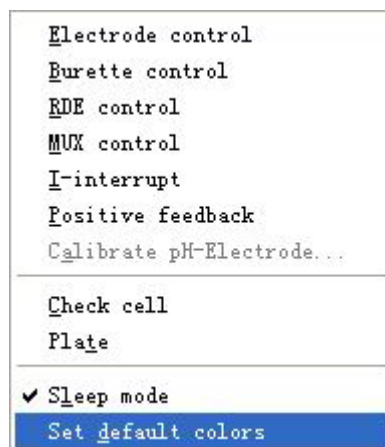 Electrode control
Burette control
RDE control
MUX control
I-interrupt
Positive feedback
Calibrate pH-Electrode...
Check cell
Plate
Sleep mode
Set default colors